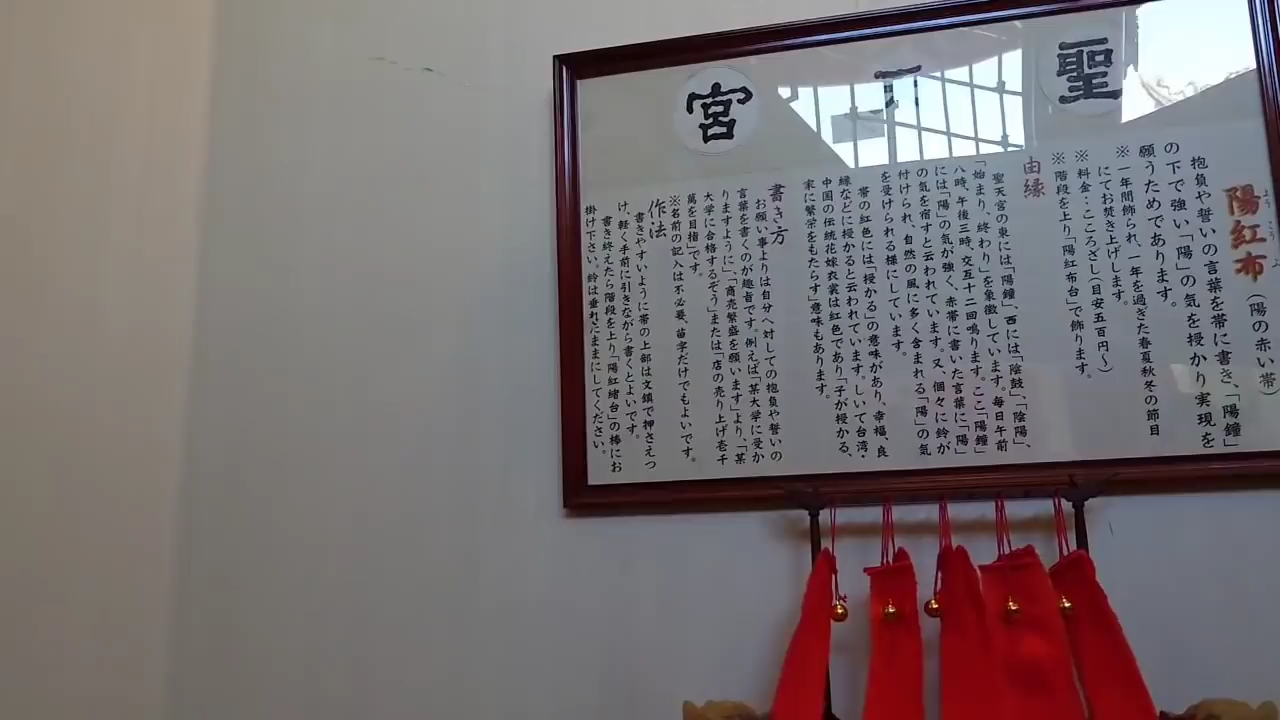 聖
宮
陽紅布(陽の赤い帯)
抱負や誓いの言葉を帯に書き、「陽鐘」
の下で強い「陽」の気を授かり実現を
願うためであります。
※一年間飾られ、一年を過ぎた春夏秋冬の節目
にてお焚き上げします。
※料金:こころざし(目安五百円~)
※階段を上り「陽紅布台」で飾ります。
由縁
聖天宮の東には「陽鐘」、西には「陰鼓」、「陰陽」、
「始まり、終わり」を象徴しています。毎日午前
八時、午後三時、交互十二回鳴ります。ここ「陽鐘」
には「陽」の気が強く、赤帯に書いた言葉に「陽」
の気を宿すと云われています。又、個々に鈴が
付けられ、自然の風に多く含まれる「陽」の気
を受けられる様にしています。
帯の紅色には「授かる」の意味があり、幸福、良
縁などに授かると云われています。しいて台湾・
中国の伝統花嫁衣裳は紅色であり「子が授かる、
家に繁栄をもたらす」意味もあります。
書き方
お願い事よりは自分へ対しての抱負や誓いの
言葉を書くのが趣旨です。例えば「某大学に受か
りますように」、「商売繁盛を願います」より、「某
大学に合格するぞう」または「店の売り上げ壱千
萬を目指」です。
※名前の記入は不必要、苗字だけでもよいです。
作法
書きやすいように帯の上部は文鎮で押さえつ
け、軽く手前に引きながら書くとよいです。
書き終えたら階段を上り「陽紅緒台」の棒にお
掛け下さい。鈴は垂れたままにしてください。